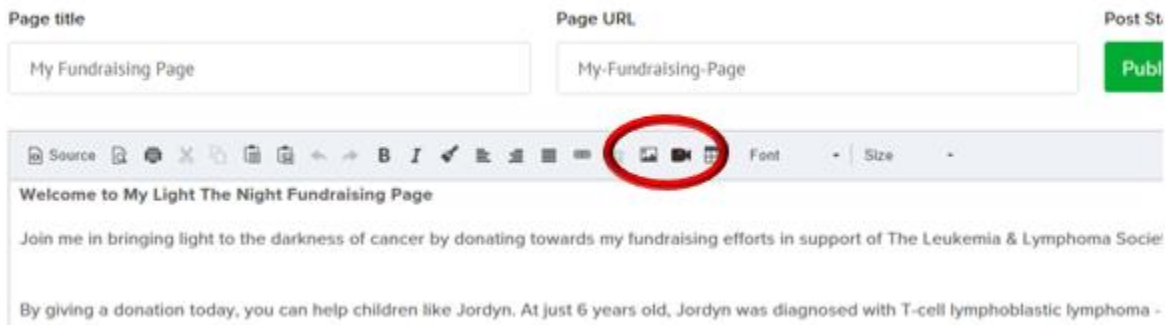 Page title Page URL Post St
My Fundraising Page My-Fundraising-Page Publ
Source B I Font Size
Welcome to My Light The Night Fundraising Page
Join me in bringing light to the darkness of cancer by donating towards my fundraising efforts in support of The Leukemia & Lymphoma Socie
By giving a donation today, you can help children like Jordyn. At just 6 years old, Jordyn was diagnosed with T-cell lymphoblastic lymphoma -